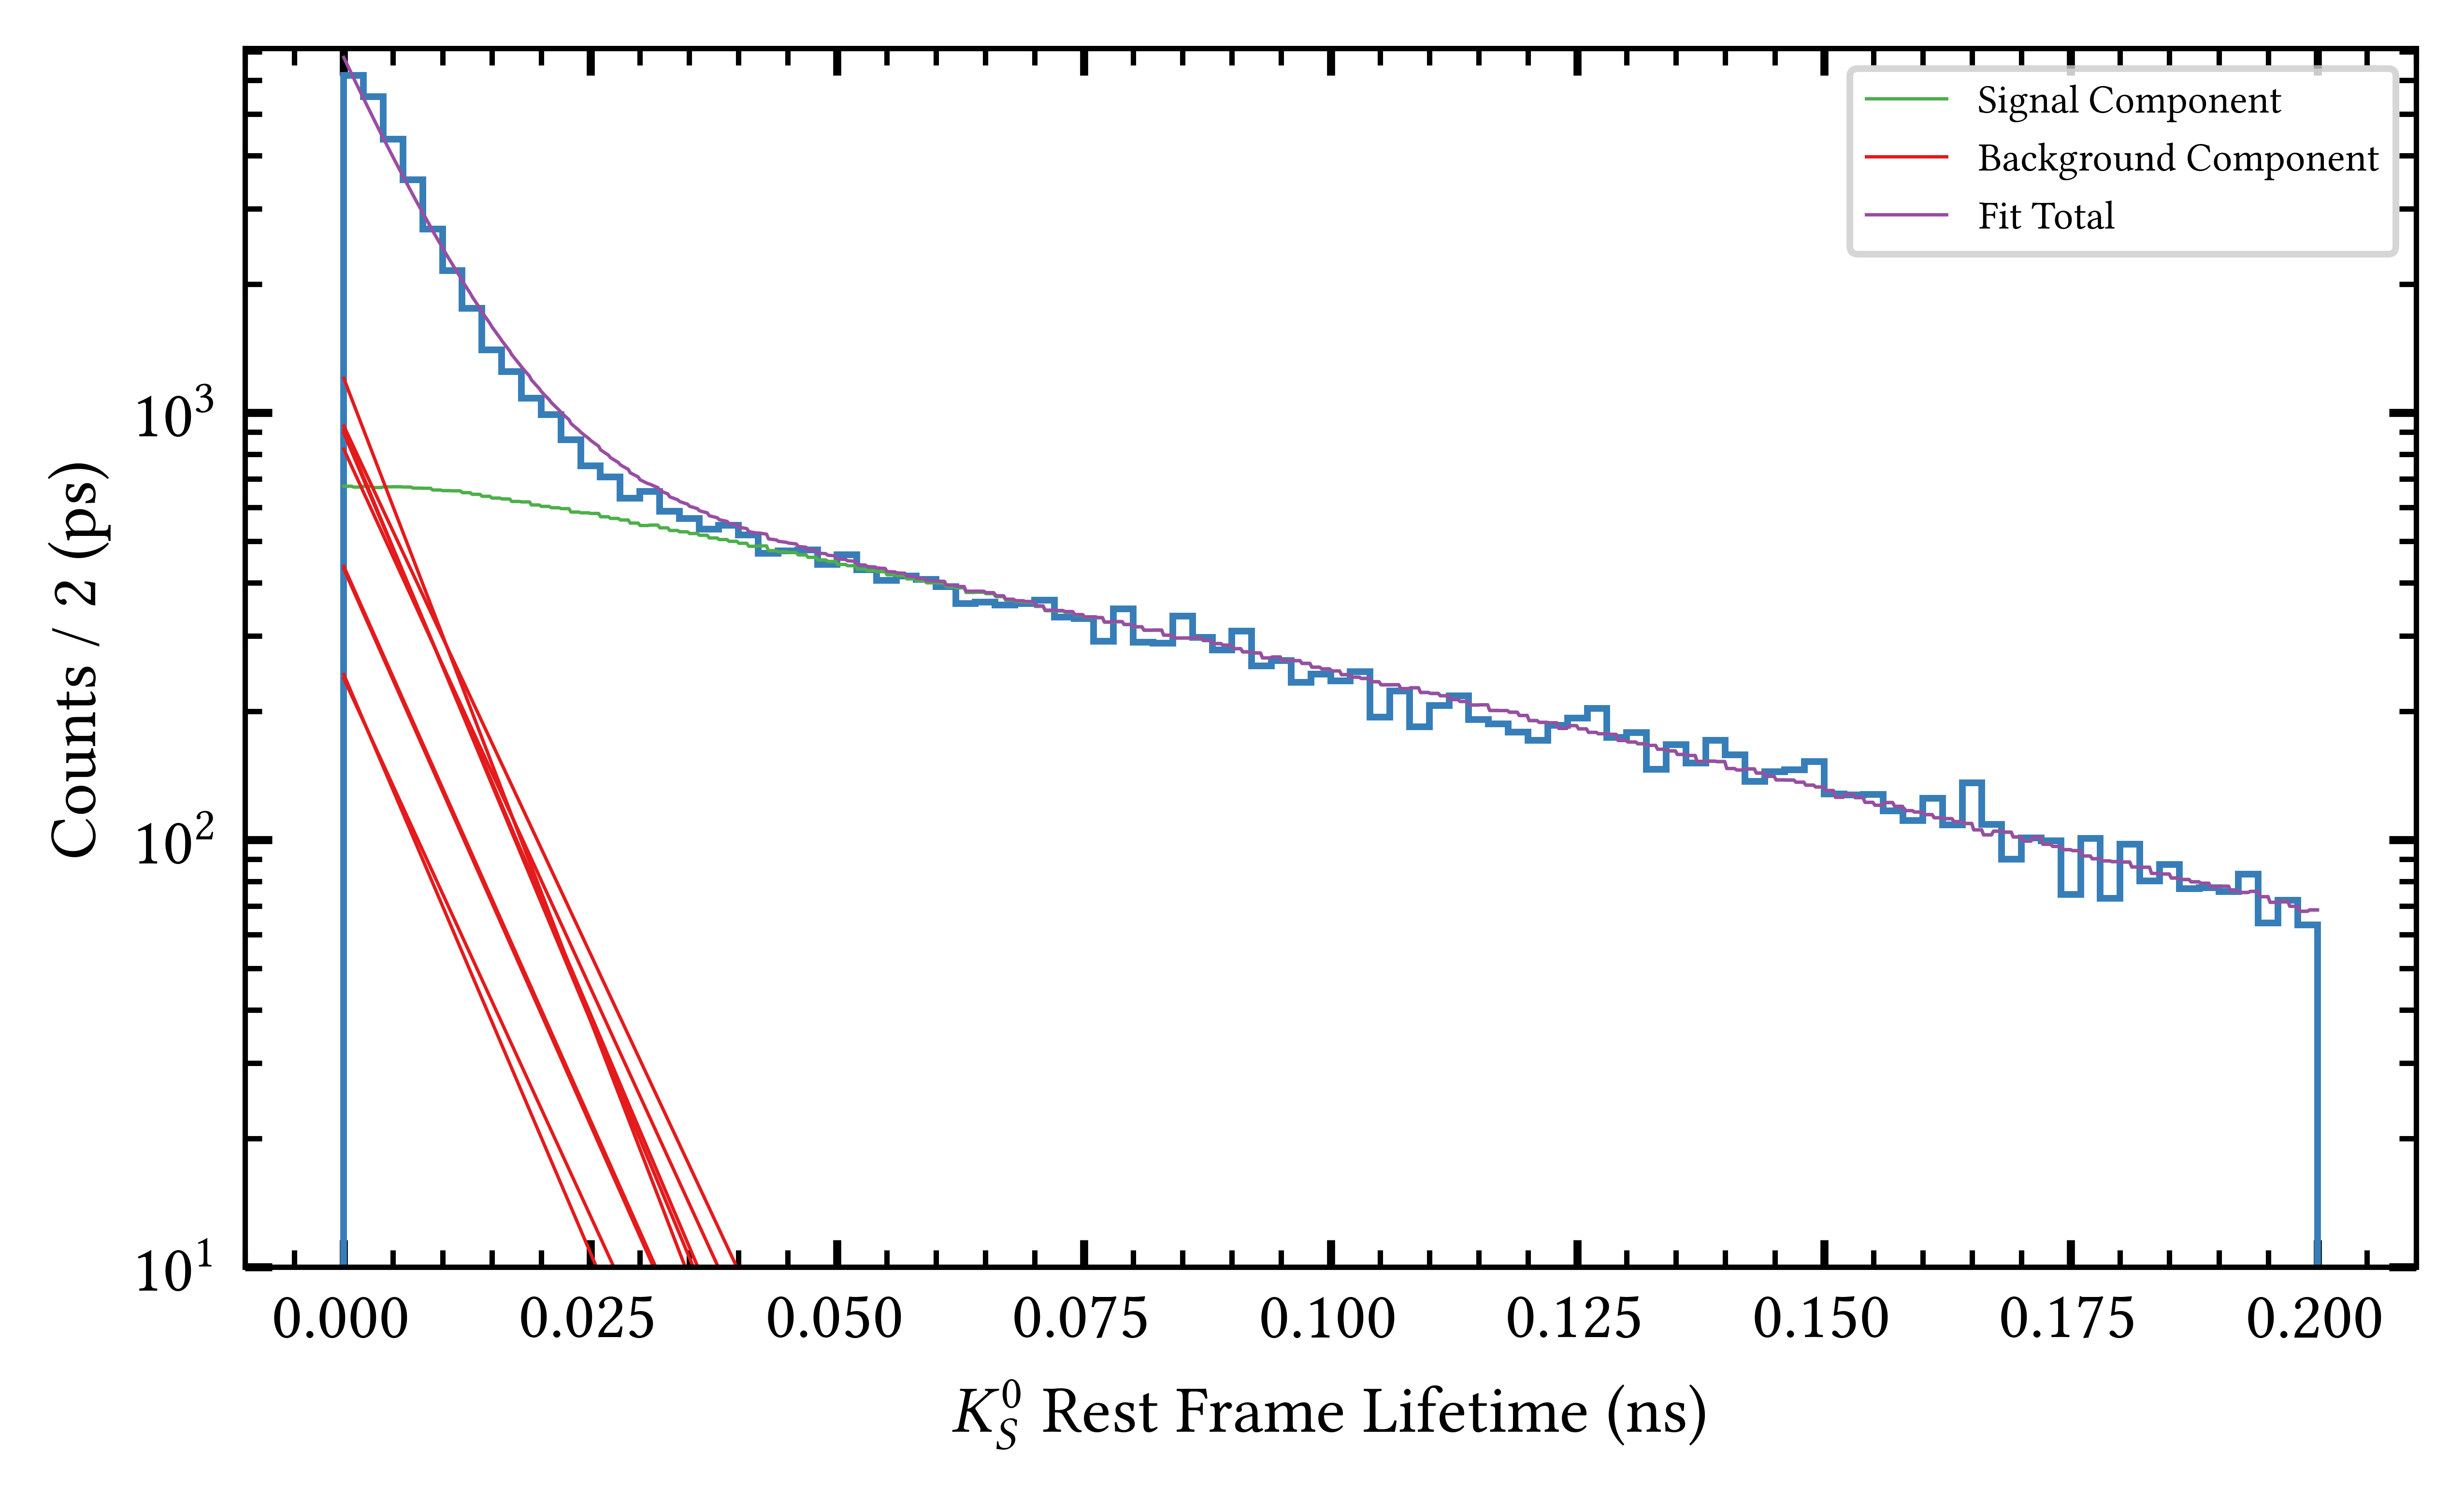 Signal Component
Background Component
Fit Total
Counts / 2 (ps)
10³
10²
10¹
0.000 0.025 0.050 0.075 0.100 0.125 0.150 0.175 0.200
K⁰_S Rest Frame Lifetime (ns)